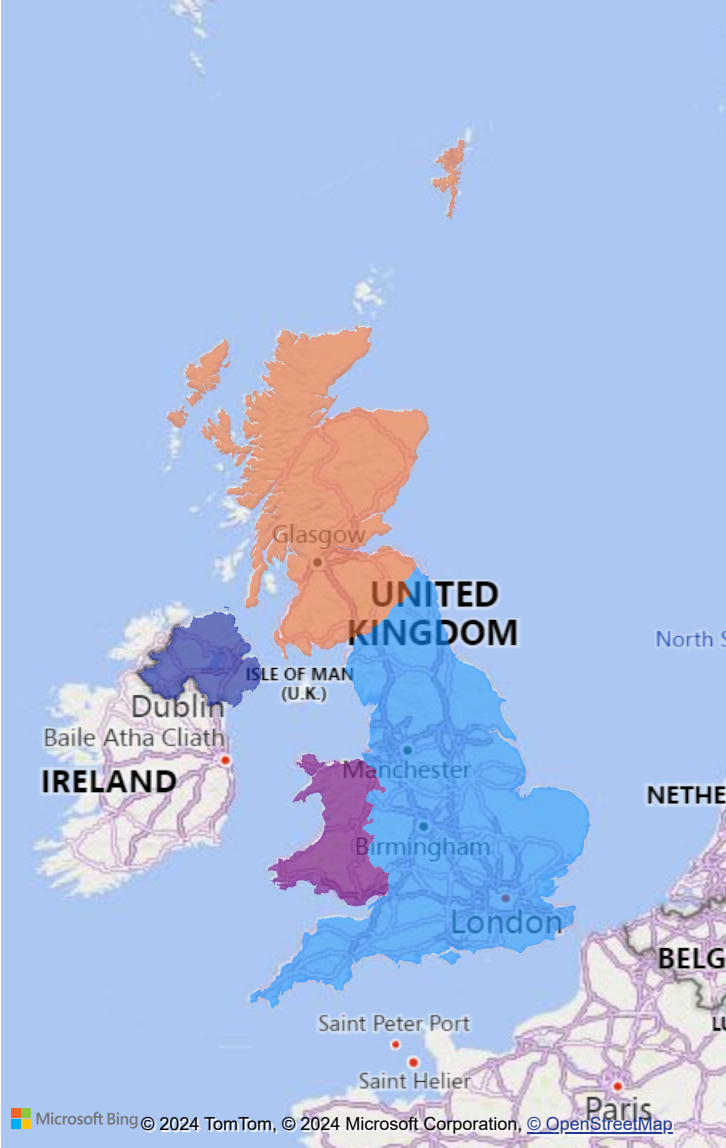 Glasgow
UNITED
KINGDOM
North S
ISLE OF MAN
(U.K.)
Dublin
Baile Atha Cliath
IRELAND
Manchester
NETHE
Birmingham
London
BELG
Saint Peter Port
LU
Saint Helier
Paris
Microsoft Bing © 2024 TomTom, © 2024 Microsoft Corporation, © OpenStreetMap